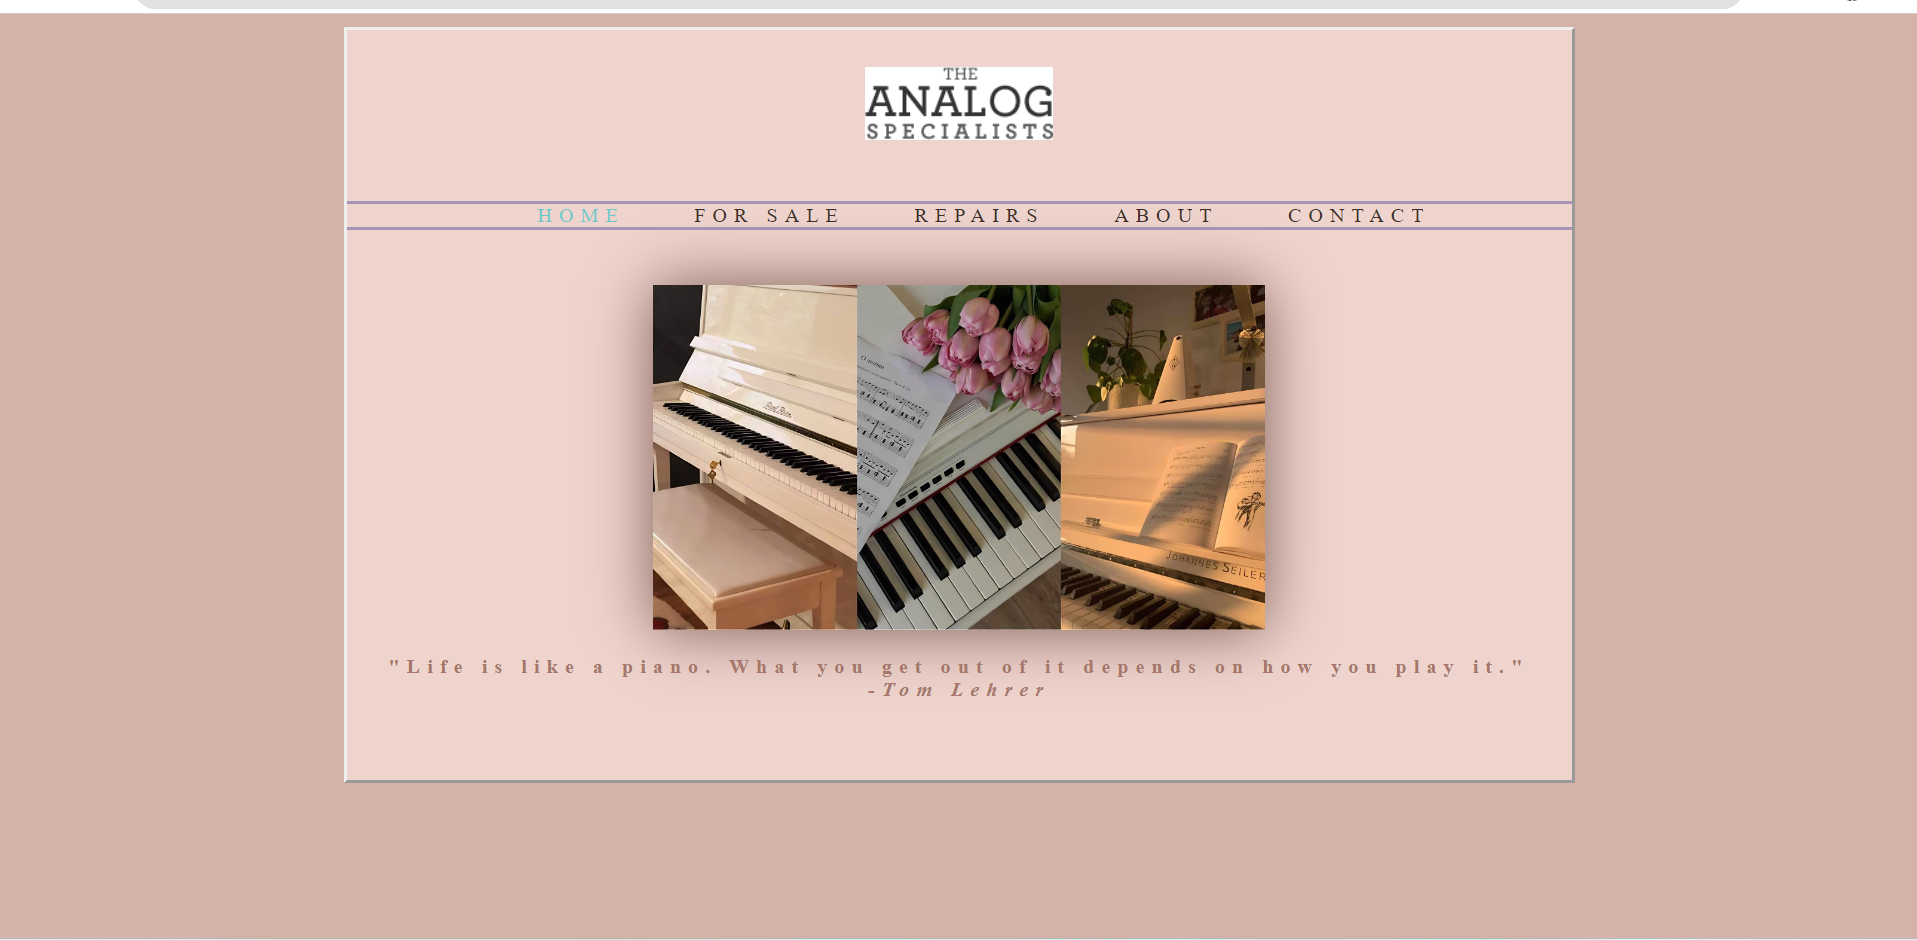 THE
ANALOG
SPECIALISTS
HOME FOR SALE REPAIRS ABOUT CONTACT
JOHANNES SEILER
"Life is like a piano. What you get out of it depends on how you play it."
-Tom Lehrer